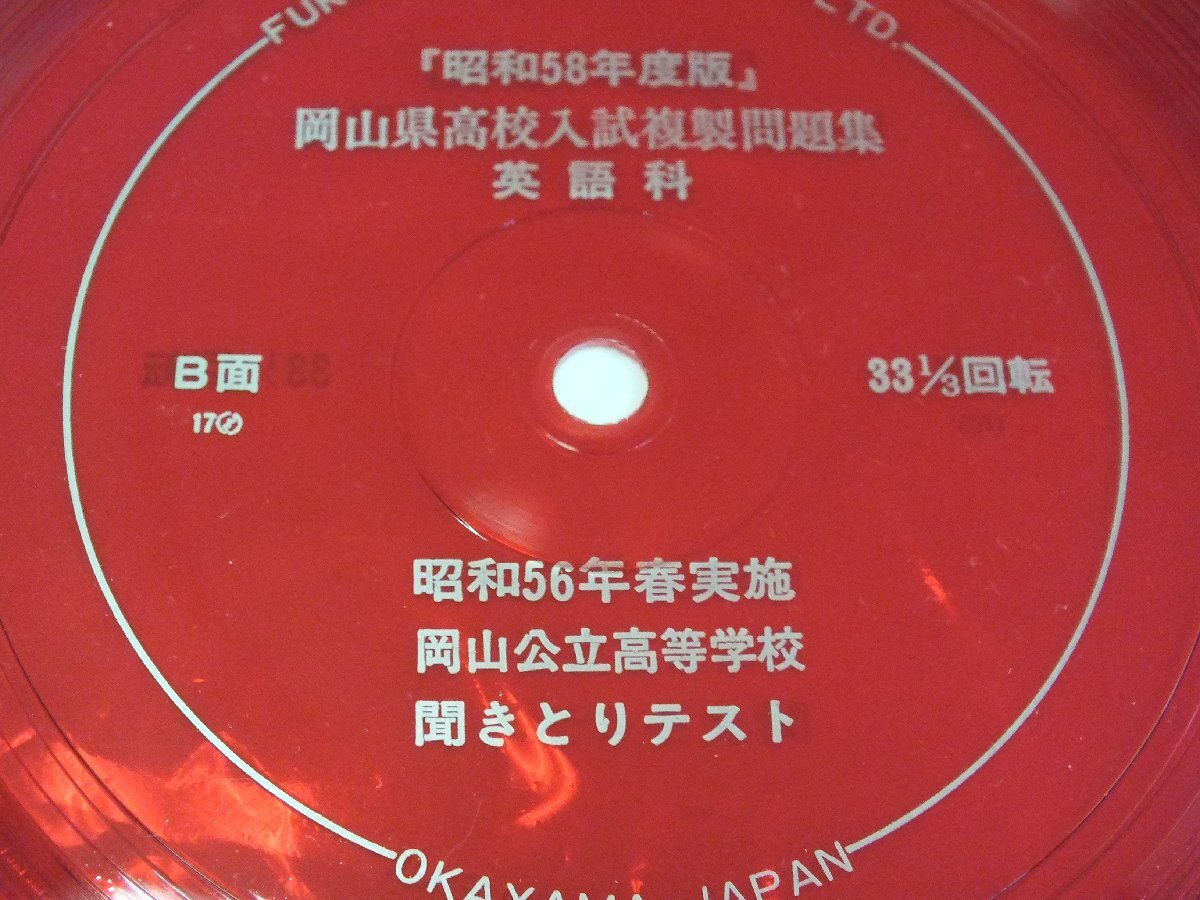 LTD.
『昭和58年度版』
岡山県高校入試複製問題集
英語科
B面
33⅓回転
17
昭和56年春実施
岡山公立高等学校
聞きとりテスト
OKAYAMA JAPAN